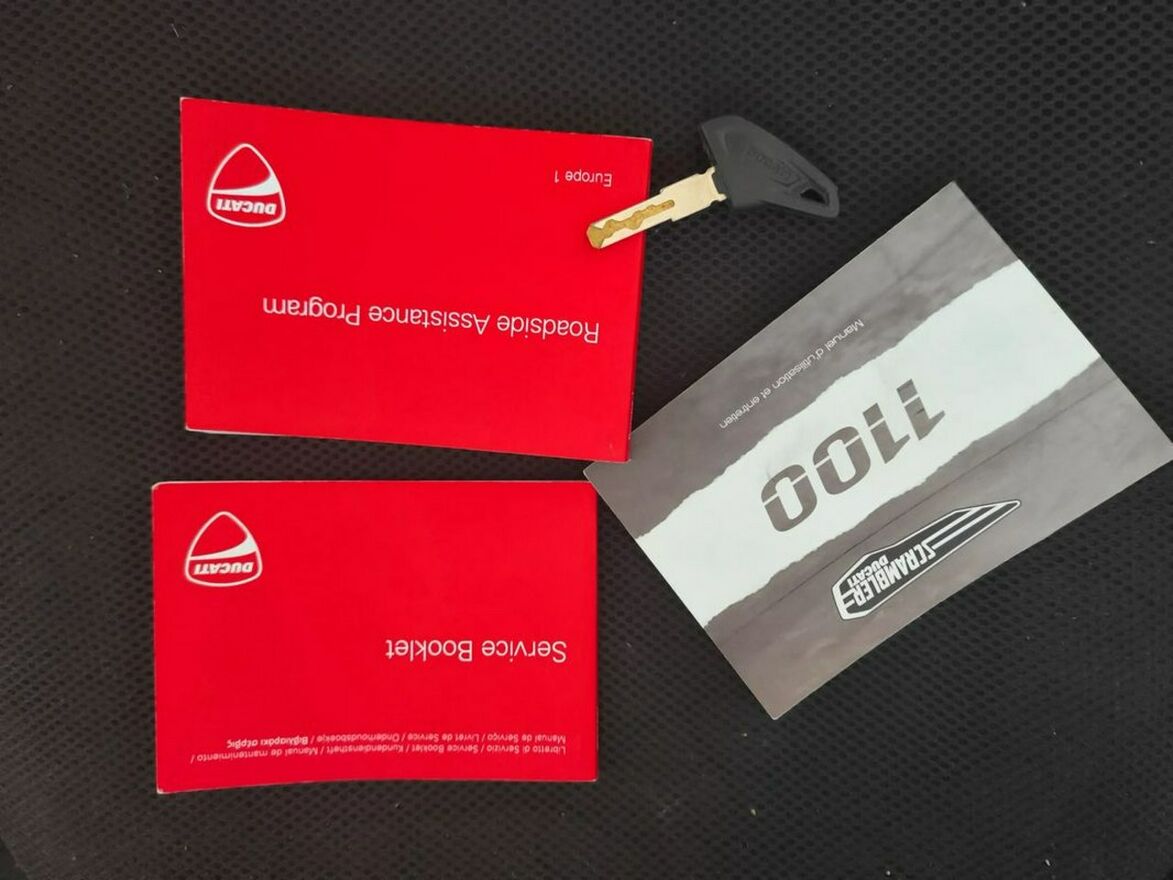 DUCATI
Service Booklet
Libretto di Servizio / Service Booklet / Kundendienstheft / Manual de mantenimiento /
Manual de Serviço / Livret de Service / Onderhoudsboekje / Βιβλιαράκι σέρβις
DUCATI
Roadside Assistance Program
Europe 1
SCRAMBLER
DUCATI
1100
Manuel d'utilisation et entretien